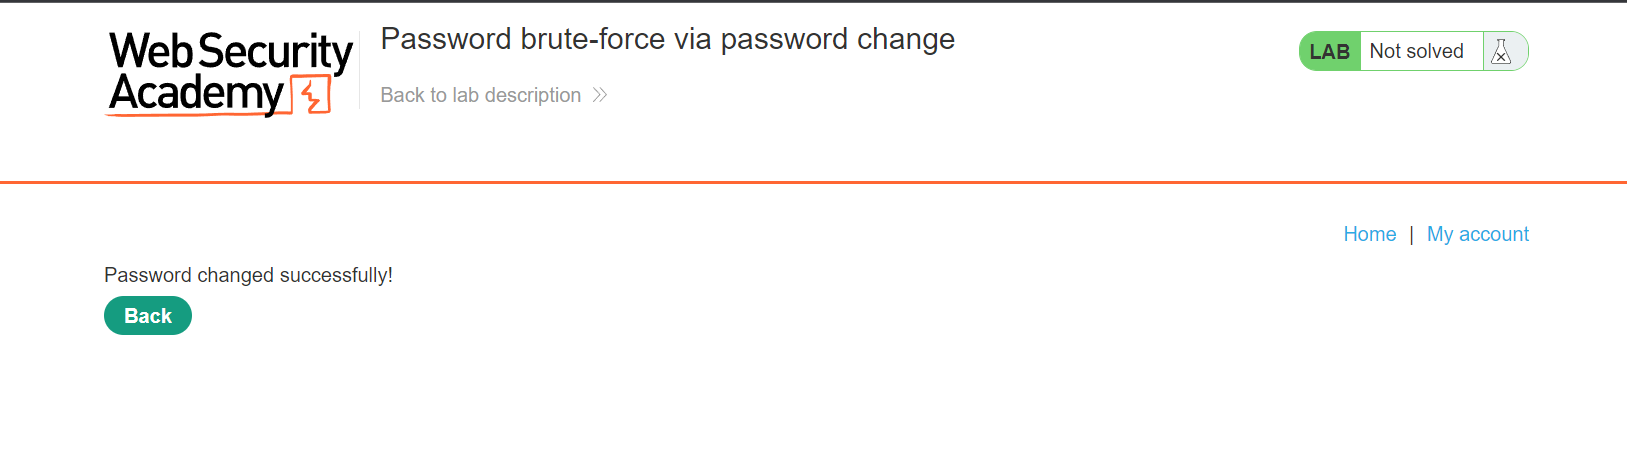 Web Security
Academy
Password brute-force via password change
Back to lab description
LAB Not solved
Home | My account
Password changed successfully!
Back